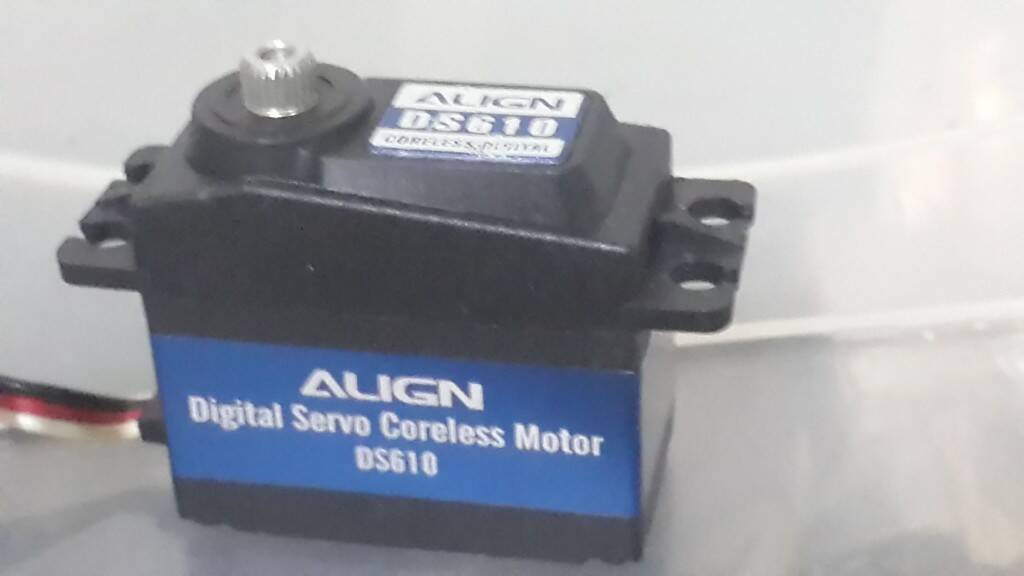 ALIGN
DS610
CORELESS DIGITAL
ALIGN
Digital Servo Coreless Motor
DS610